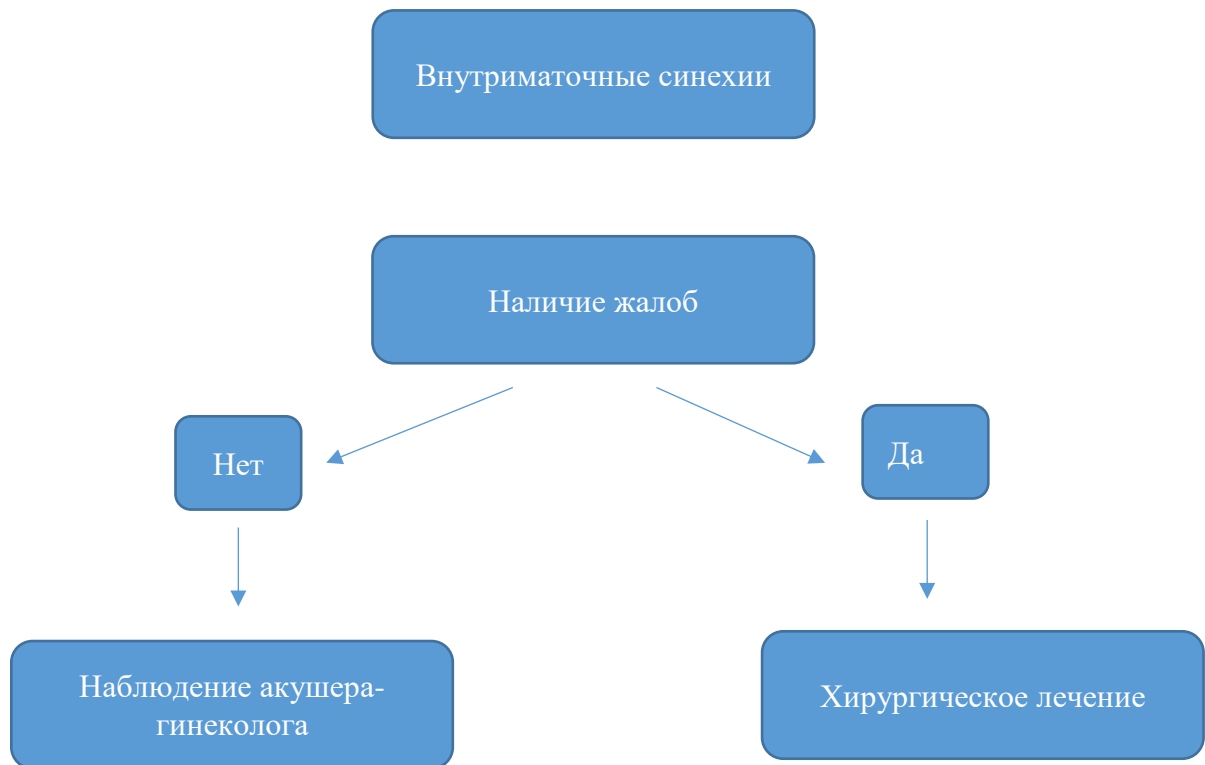 Внутриматочные синехии
Наличие жалоб
Нет
Да
Наблюдение акушера-
гинеколога
Хирургическое лечение